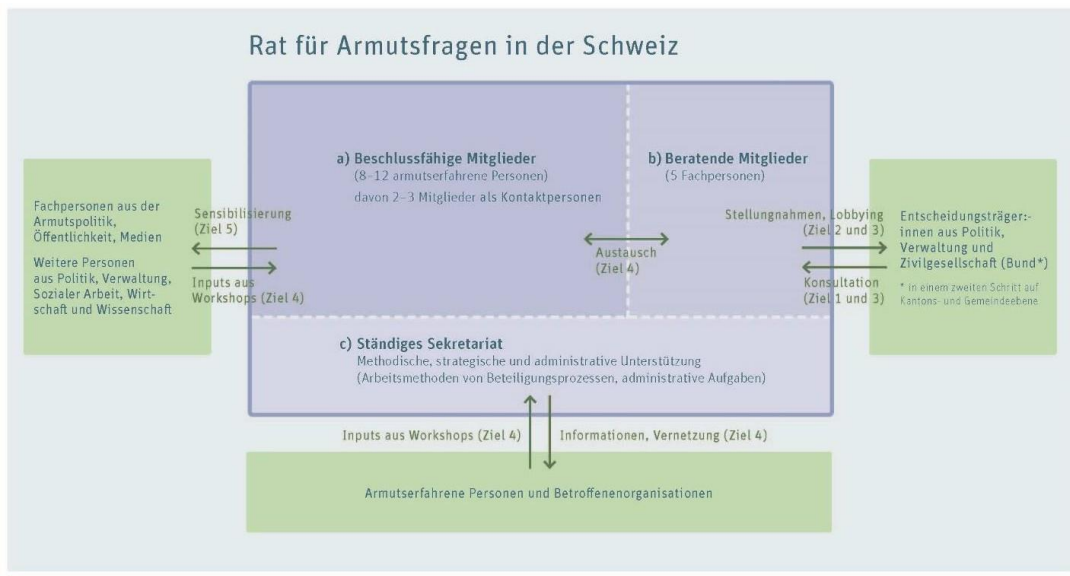 Rat für Armutsfragen in der Schweiz
a) Beschlussfähige Mitglieder
(8–12 armutserfahrene Personen)
davon 2–3 Mitglieder als Kontaktpersonen
b) Beratende Mitglieder
(5 Fachpersonen)
Fachpersonen aus der
Armutspolitik,
Öffentlichkeit, Medien
Weitere Personen
aus Politik, Verwaltung,
Sozialer Arbeit, Wirt-
schaft und Wissenschaft
Sensibilisierung
(Ziel 5)
Inputs aus
Workshops (Ziel 4)
Austausch
(Ziel 4)
Stellungnahmen, Lobbying
(Ziel 2 und 3)
Konsultation
(Ziel 1 und 3)
Entscheidungsträger:-
innen aus Politik,
Verwaltung und
Zivilgesellschaft (Bund*)
* in einem zweiten Schritt auf
Kantons- und Gemeindeebene
c) Ständiges Sekretariat
Methodische, strategische und administrative Unterstützung
(Arbeitsmethoden von Beteiligungsprozessen, administrative Aufgaben)
Inputs aus Workshops (Ziel 4)
Informationen, Vernetzung (Ziel 4)
Armutserfahrene Personen und Betroffenenorganisationen